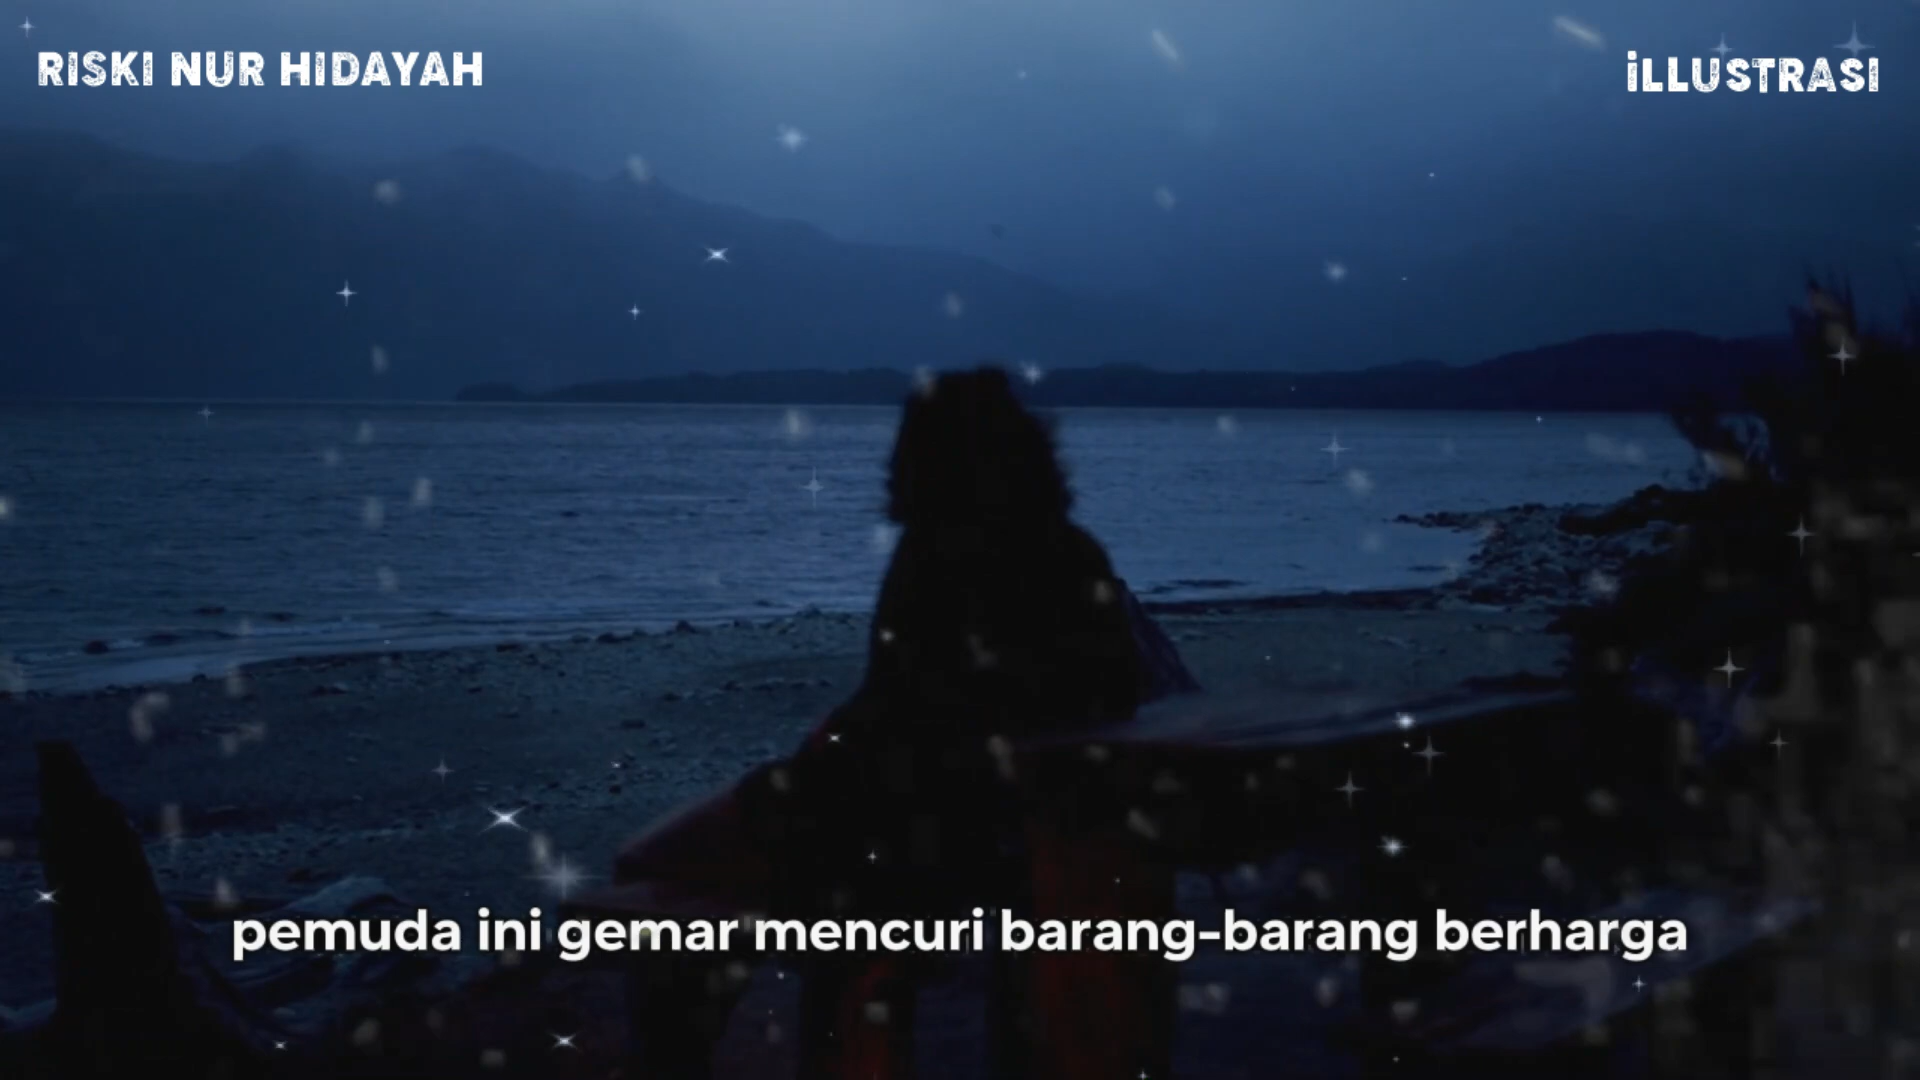 RISKI NUR HIDAYAH
iLLUSTRASI
pemuda ini gemar mencuri barang-barang berharga